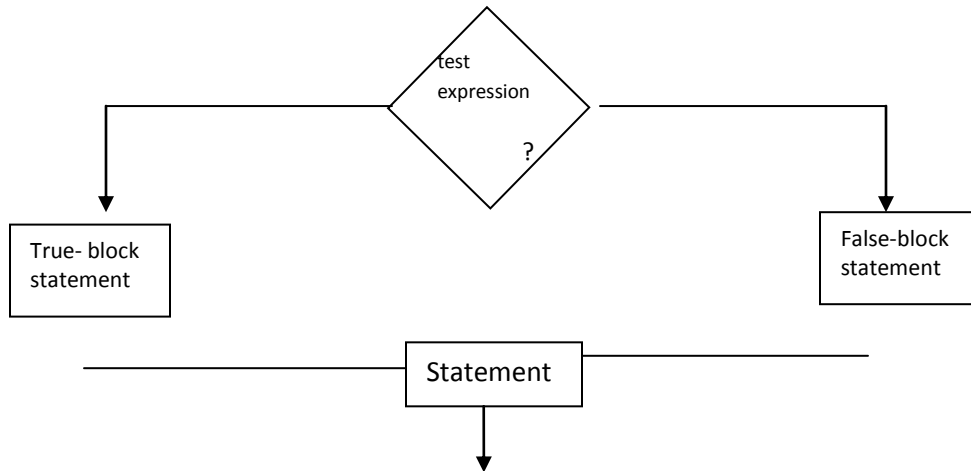 test
expression
?
True- block
statement
False-block
statement
Statement